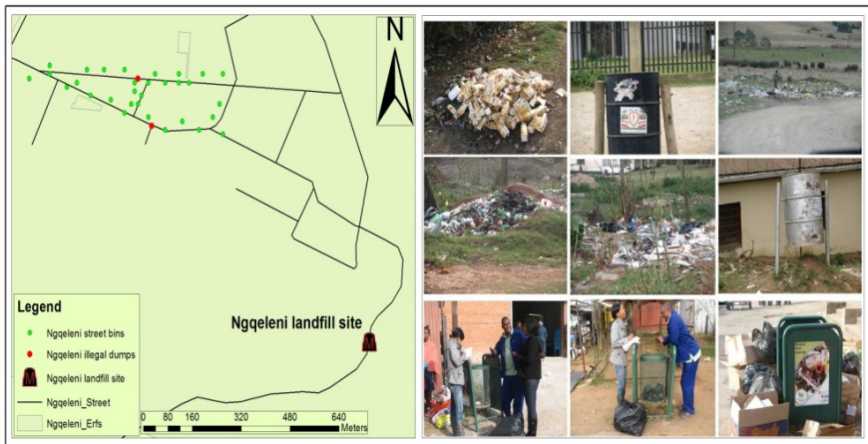 N
Ngqeleni landfill site
Legend
Ngqeleni street bins
Ngqeleni illegal dumps
Ngqeleni landfill site
Ngqeleni_Street
Ngqeleni_Erfs
0 80 160 320 480 640
Meters